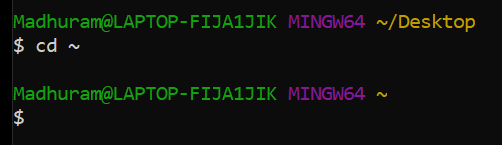 Madhuram@LAPTOP-FIJA1JIK MINGW64 ~/Desktop
$ cd ~
Madhuram@LAPTOP-FIJA1JIK MINGW64 ~
$